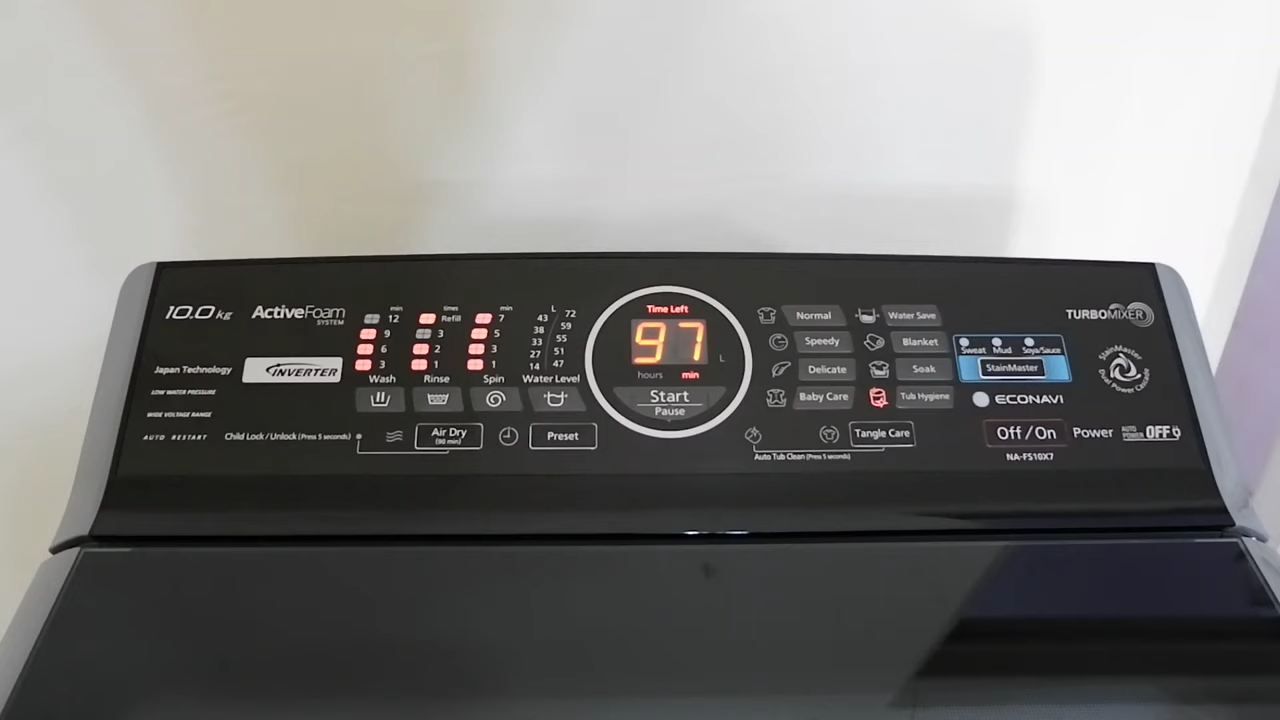 10.0 kg
ActiveFoam
SYSTEM
Japan Technology
INVERTER
LOW WATER PRESSURE
WIDE VOLTAGE RANGE
AUTO RESTART
Child Lock / Unlock (Press 5 seconds)
min
12
9
6
3
Wash
times
Refill
3
2
1
Rinse
min
7
5
3
1
Spin
L
43 72
38 59
33 55
27 51
14 47
Water Level
Air Dry
(90 min)
Preset
Time Left
97
L
hours min
Start
Pause
Normal
Speedy
Delicate
Baby Care
Water Save
Blanket
Soak
Tub Hygiene
Tangle Care
Auto Tub Clean (Press 5 seconds)
Sweat Mud Soya/Sauce
StainMaster
ECONAVI
Off/On Power
NA-FS10X7
TURBOMIXER
StainMaster
Dual Power Cascade
AUTO POWER OFF